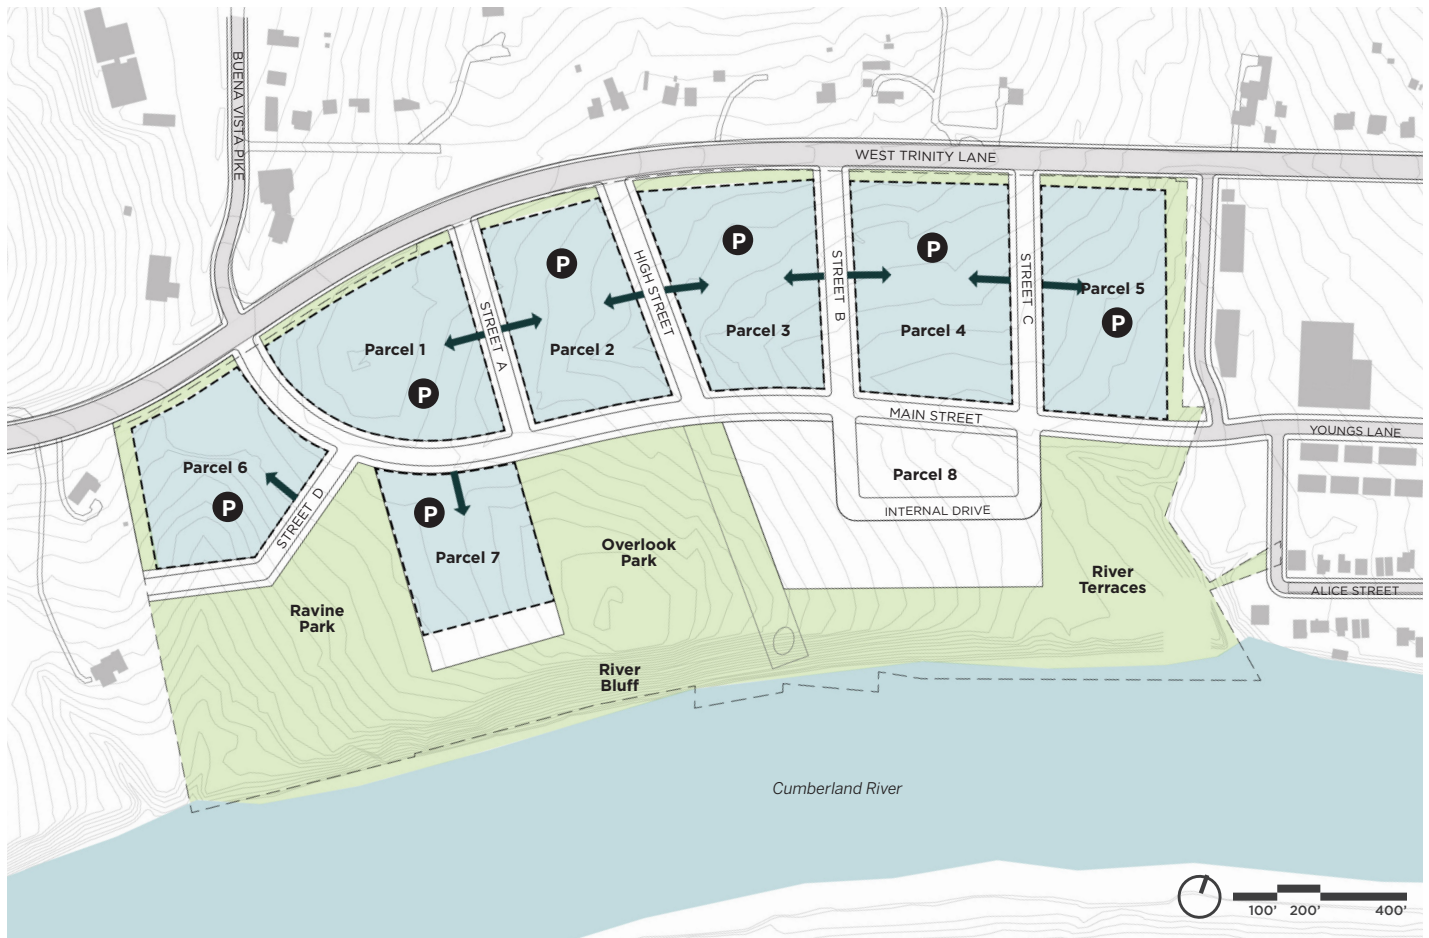 BUENA VISTA PIKE
WEST TRINITY LANE
P
P
P
P
P
Parcel 1
Parcel 2
Parcel 3
Parcel 4
Parcel 5
STREET A
HIGH STREET
STREET B
STREET C
P
MAIN STREET
YOUNGS LANE
Parcel 6
P
STREET D
P
Parcel 7
Parcel 8
INTERNAL DRIVE
Overlook
Park
River
Terraces
ALICE STREET
Ravine
Park
River
Bluff
Cumberland River
100' 200' 400'